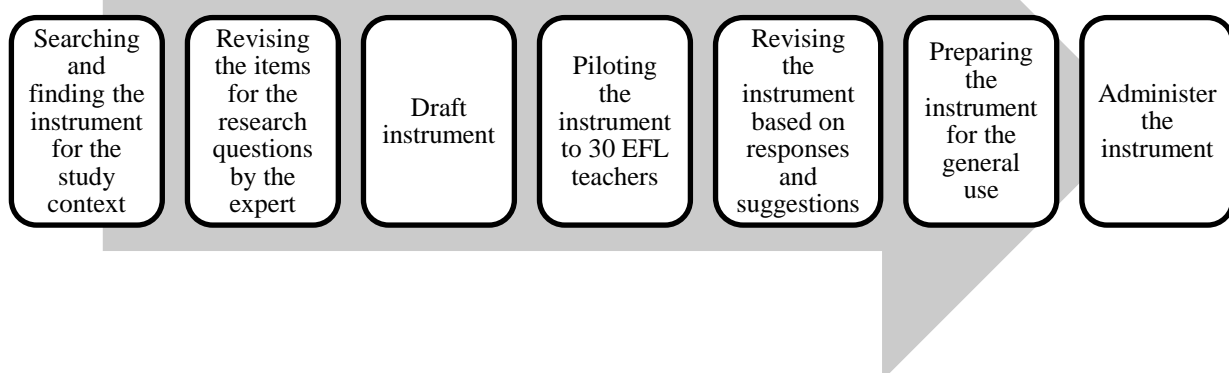 Searching
and
finding the
instrument
for the
study
context
Revising
the items
for the
research
questions
by the
expert
Draft
instrument
Piloting
the
instrument
to 30 EFL
teachers
Revising
the
instrument
based on
responses
and
suggestions
Preparing
the
instrument
for the
general
use
Administer
the
instrument